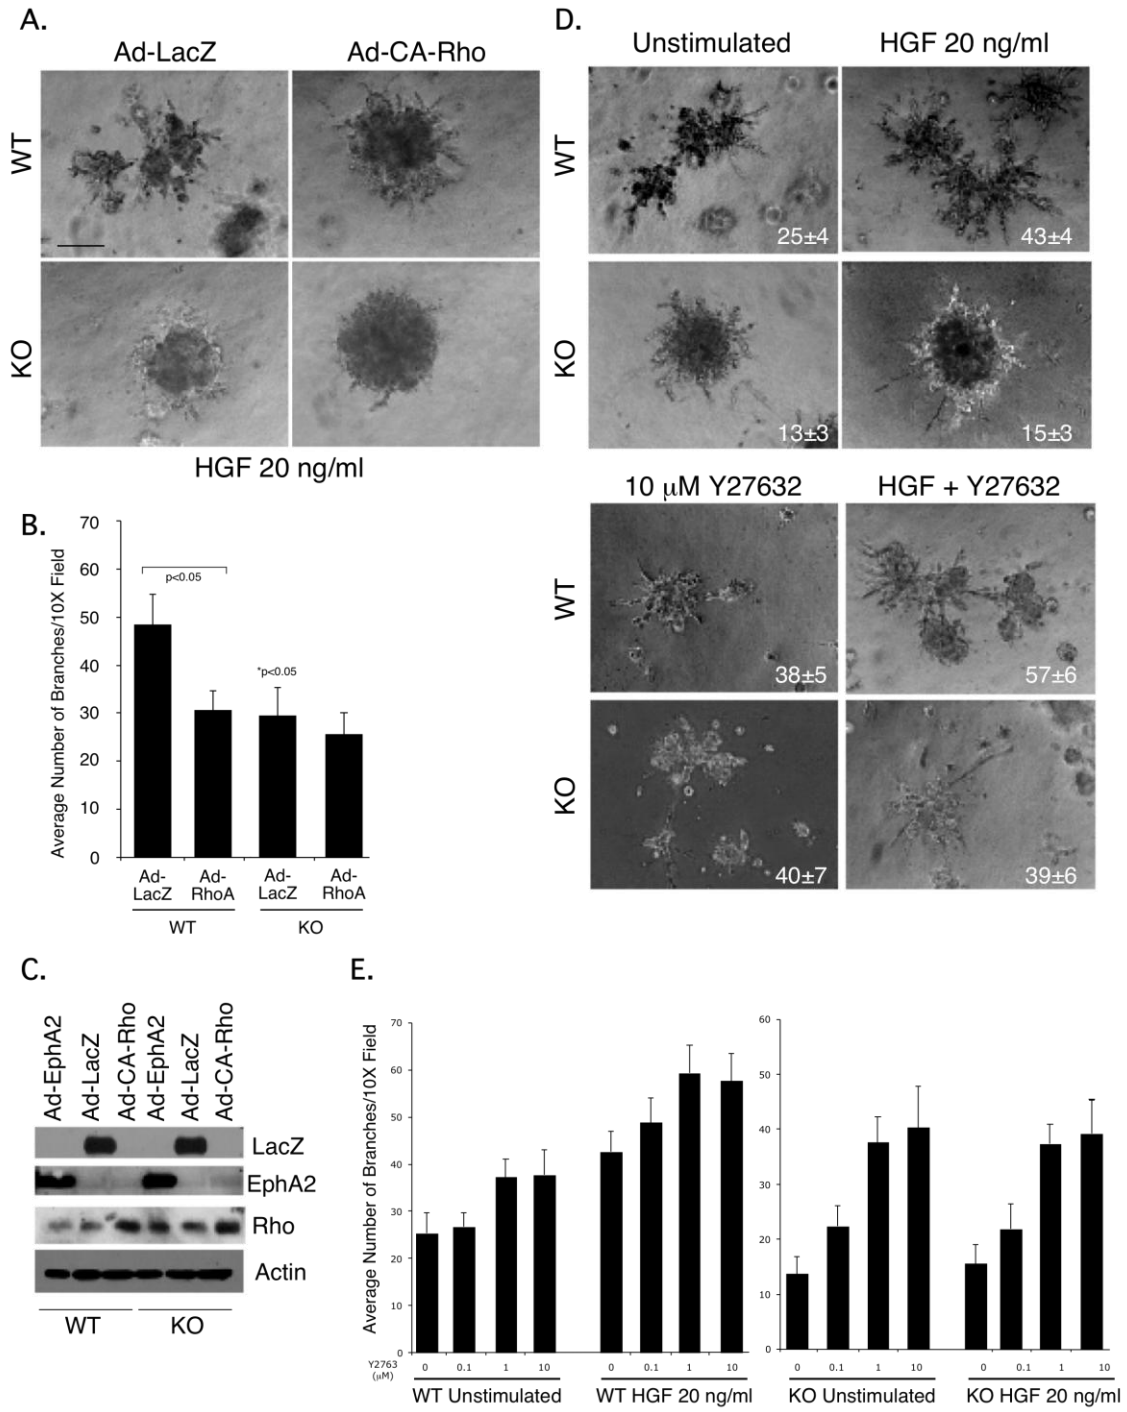 A.
Ad-LacZ Ad-CA-Rho
WT
KO
HGF 20 ng/ml
B.
Average Number of Branches/10X Field
70
60
50
40
30
20
10
0
p<0.05
*p<0.05
Ad- Ad- Ad- Ad-
LacZ RhoA LacZ RhoA
WT KO
C.
Ad-EphA2
Ad-LacZ
Ad-CA-Rho
Ad-EphA2
Ad-LacZ
Ad-CA-Rho
LacZ
EphA2
Rho
Actin
WT KO
D.
Unstimulated HGF 20 ng/ml
WT
25±4 43±4
KO
13±3 15±3
10 μM Y27632 HGF + Y27632
WT
38±5 57±6
KO
40±7 39±6
E.
Average Number of Branches/10X Field
70
60
50
40
30
20
10
0
60
50
40
30
20
10
0
Y2763
(μM)
0 0.1 1 10 0 0.1 1 10 0 0.1 1 10 0 0.1 1 10
WT Unstimulated WT HGF 20 ng/ml KO Unstimulated KO HGF 20 ng/ml